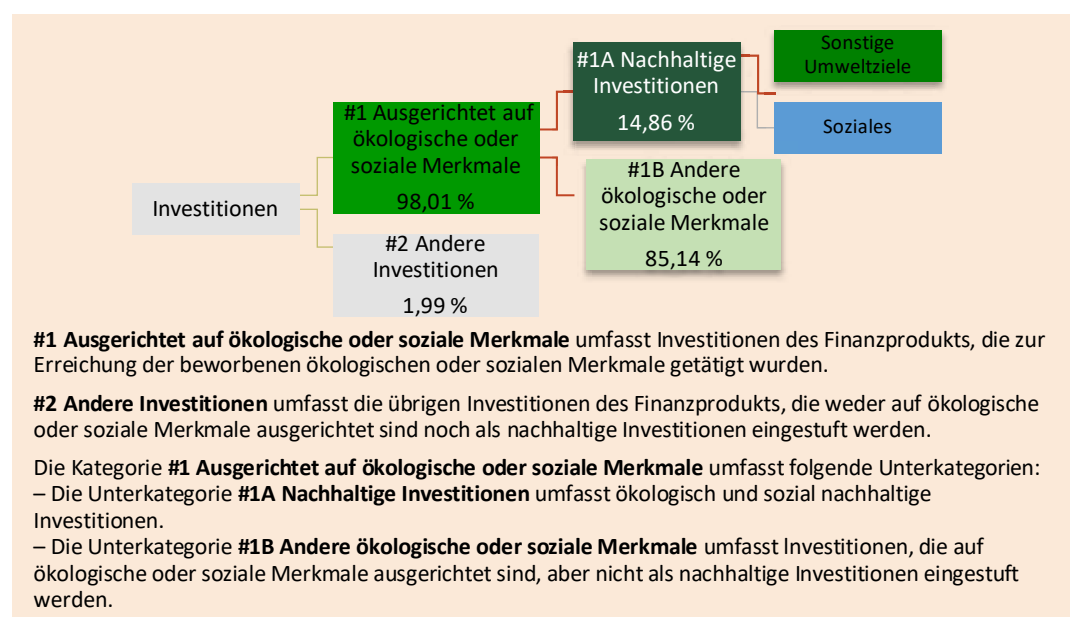 Investitionen
#1 Ausgerichtet auf
ökologische oder
soziale Merkmale
98,01 %
#2 Andere
Investitionen
1,99 %
#1A Nachhaltige
Investitionen
14,86 %
#1B Andere
ökologische oder
soziale Merkmale
85,14 %
Sonstige
Umweltziele
Soziales
#1 Ausgerichtet auf ökologische oder soziale Merkmale umfasst Investitionen des Finanzprodukts, die zur
Erreichung der beworbenen ökologischen oder sozialen Merkmale getätigt wurden.
#2 Andere Investitionen umfasst die übrigen Investitionen des Finanzprodukts, die weder auf ökologische
oder soziale Merkmale ausgerichtet sind noch als nachhaltige Investitionen eingestuft werden.
Die Kategorie #1 Ausgerichtet auf ökologische oder soziale Merkmale umfasst folgende Unterkategorien:
– Die Unterkategorie #1A Nachhaltige Investitionen umfasst ökologisch und sozial nachhaltige
Investitionen.
– Die Unterkategorie #1B Andere ökologische oder soziale Merkmale umfasst Investitionen, die auf
ökologische oder soziale Merkmale ausgerichtet sind, aber nicht als nachhaltige Investitionen eingestuft
werden.